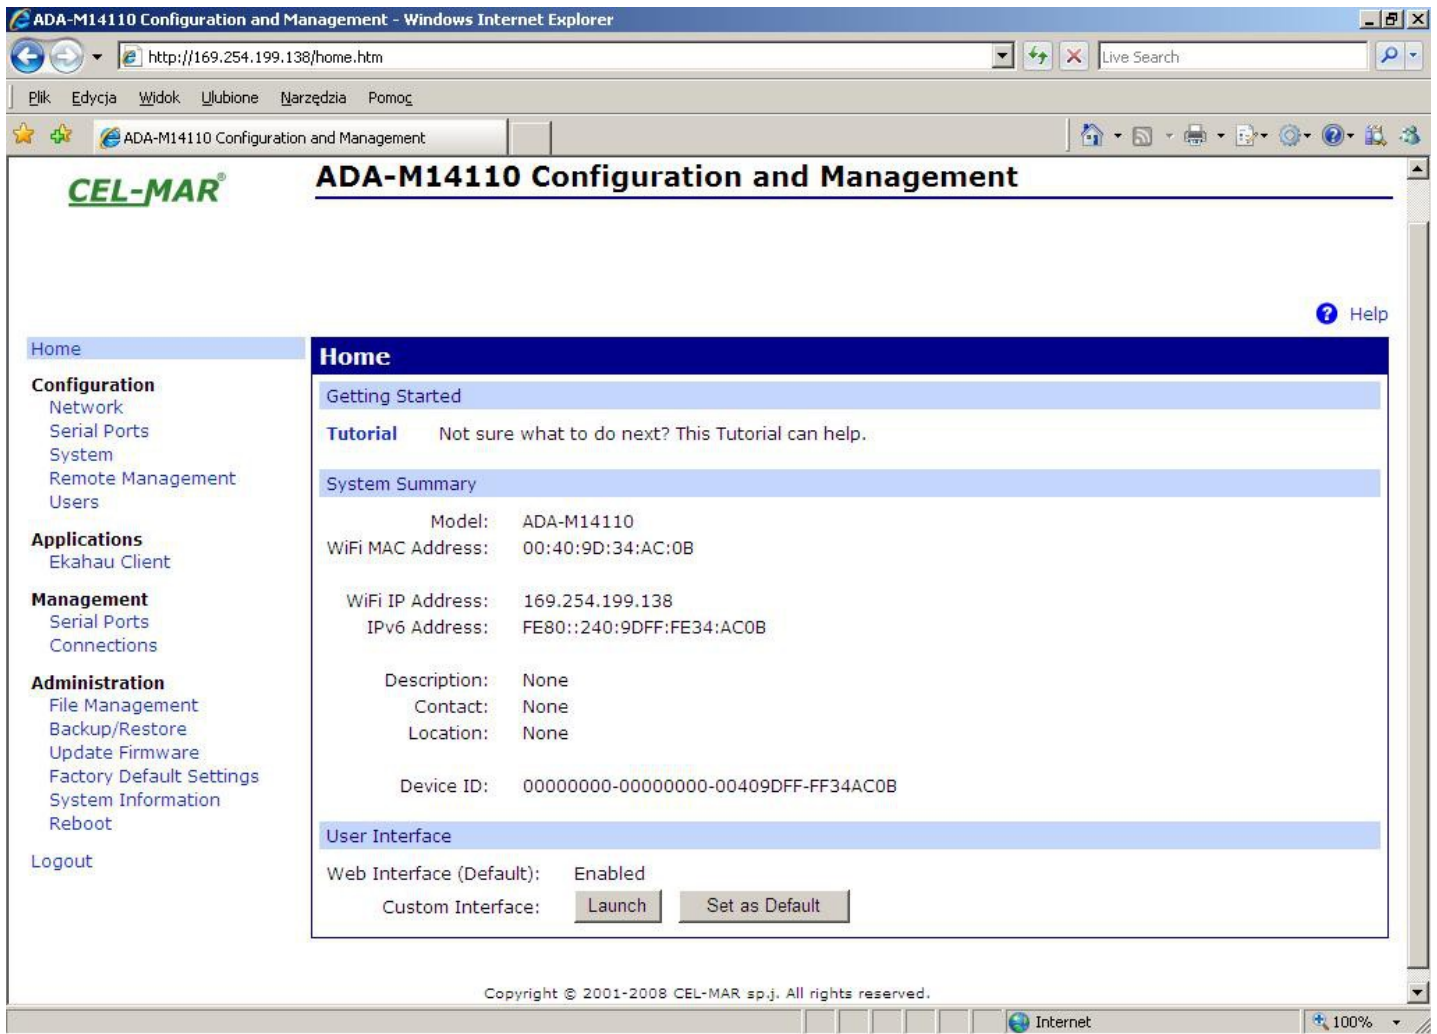 ADA-M14110 Configuration and Management - Windows Internet Explorer
http://169.254.199.138/home.htm
Live Search
Plik Edycja Widok Ulubione Narzędzia Pomoc
ADA-M14110 Configuration and Management
CEL-MAR®
ADA-M14110 Configuration and Management
Help
Home
Configuration
Network
Serial Ports
System
Remote Management
Users
Applications
Ekahau Client
Management
Serial Ports
Connections
Administration
File Management
Backup/Restore
Update Firmware
Factory Default Settings
System Information
Reboot
Logout
Home
Getting Started
Tutorial Not sure what to do next? This Tutorial can help.
System Summary
Model: ADA-M14110
WiFi MAC Address: 00:40:9D:34:AC:0B
WiFi IP Address: 169.254.199.138
IPv6 Address: FE80::240:9DFF:FE34:AC0B
Description: None
Contact: None
Location: None
Device ID: 00000000-00000000-00409DFF-FF34AC0B
User Interface
Web Interface (Default): Enabled
Custom Interface: Launch Set as Default
Copyright © 2001-2008 CEL-MAR sp.j. All rights reserved.
Internet 100%